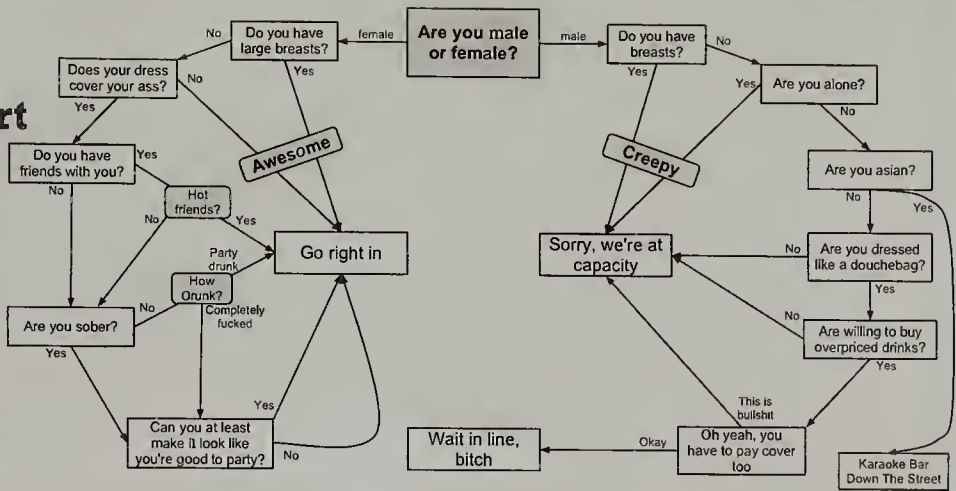 Are you male
or female?
female
male
Do you have
large breasts?
No
Yes
Does your dress
cover your ass?
No
Yes
rt
Do you have
friends with you?
Yes
No
Hot
friends?
No
Yes
Awesome
Go right in
Party
drunk
How
Orunk?
Completely
fucked
Are you sober?
No
Yes
Can you at least
make it look like
you're good to party?
Yes
No
Do you have
breasts?
No
Yes
Are you alone?
Yes
No
Creepy
Are you asian?
No
Yes
Sorry, we're at
capacity
Are you dressed
like a douchebag?
No
Yes
Are willing to buy
overpriced drinks?
No
Yes
This is
bullshit
Oh yeah, you
have to pay cover
too
Okay
Wait in line,
bitch
Karaoke Bar
Down The Street